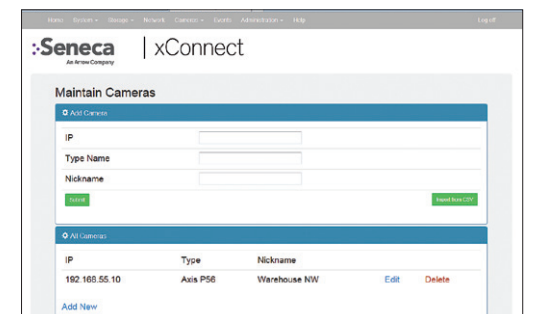 Home System Storage Network Cameras Events Administration Help Log off
:Seneca | xConnect
An Arrow Company
Maintain Cameras
Add Camera
IP
Type Name
Nickname
Submit Import from CSV
All Cameras
IP Type Nickname
192.168.55.10 Axis P56 Warehouse NW Edit Delete
Add New